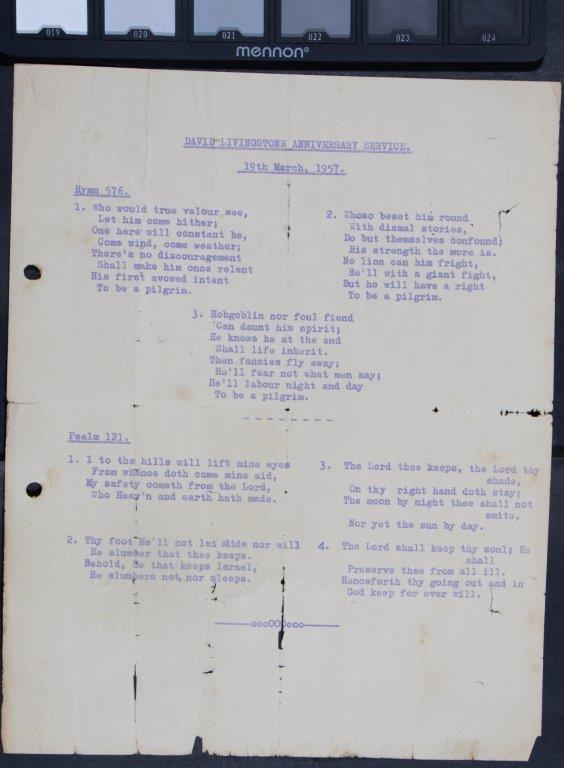 019 020 021 022 023 024
mennon®
DAVID LIVINGSTONE ANNIVERSARY SERVICE.
19th March, 1957.
Hymn 576.
1. Who would true valour see,
Let him come hither;
One here will constant be,
Come wind, come weather;
There's no discouragement
Shall make him once relent
His first avowed intent
To be a pilgrim.
2. Whoso beset him round
With dismal stories,
Do but themselves confound;
His strength the more is.
No lion can him fright,
He'll with a giant fight,
But he will have a right
To be a pilgrim.
3. Hobgoblin nor foul fiend
Can daunt his spirit;
He knows he at the end
Shall life inherit.
Then fancies fly away;
He'll fear not what men say;
He'll labour night and day
To be a pilgrim.
--------
Psalm 121.
1. I to the hills will lift mine eyes
From whence doth come mine aid,
My safety cometh from the Lord,
Who Heav'n and earth hath made.
2. Thy foot He'll not let slide nor will
He slumber that thee keeps.
Behold, He that keeps Israel,
He slumbers not, nor sleeps.
3. The Lord thee keeps, the Lord thy
shade,
On thy right hand doth stay;
The moon by night thee shall not
smite,
Nor yet the sun by day.
4. The Lord shall keep thy soul; He
shall
Preserve thee from all ill.
Henceforth thy going out and in
God keep for ever will.
------oooOOOooo------